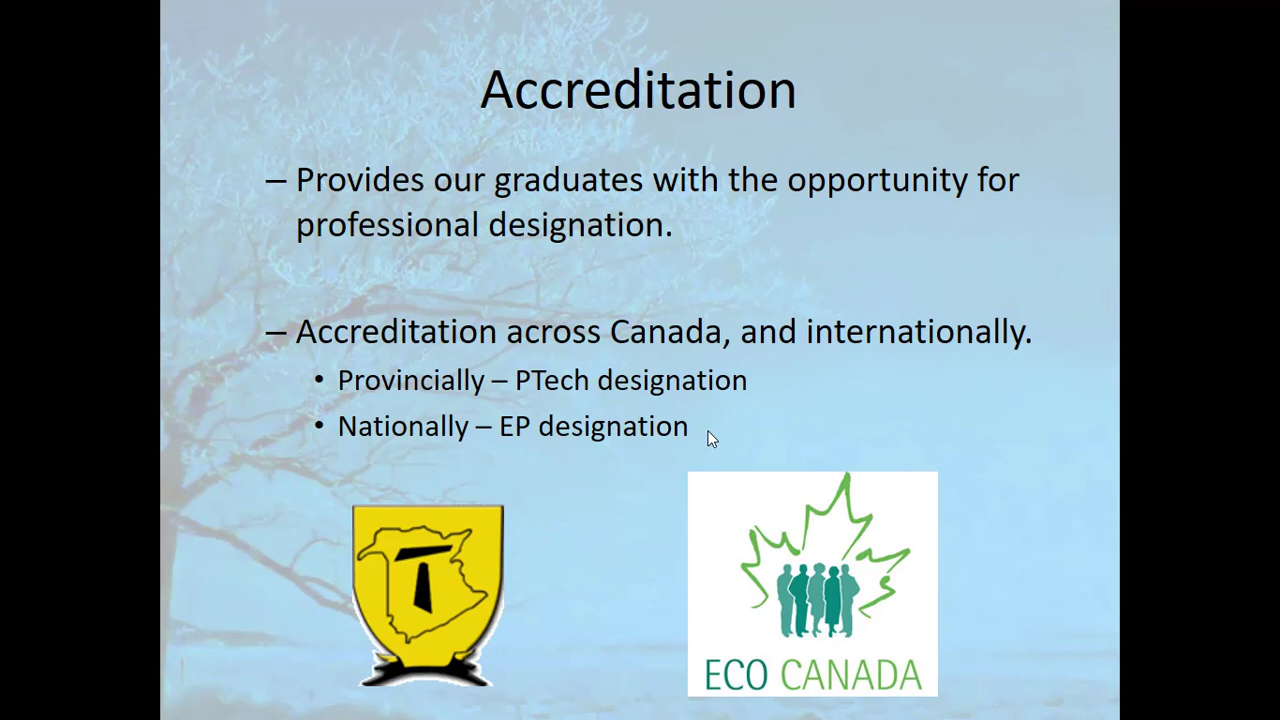 Accreditation
– Provides our graduates with the opportunity for
professional designation.
– Accreditation across Canada, and internationally.
• Provincially – PTech designation
• Nationally – EP designation
T
ECO CANADA